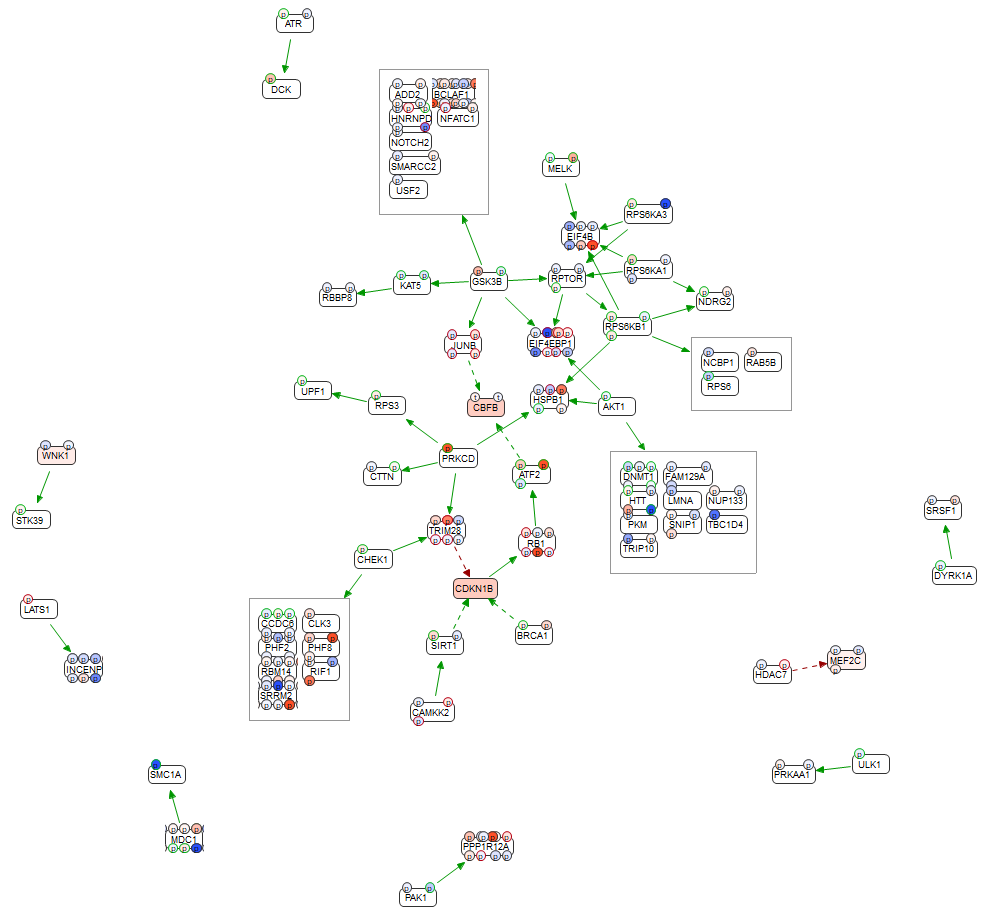 p p
ATR
p
DCK
p p p p p p p
ADD2 BCLAF1
p p p p p p p p
HNRNPD NFATC1
p p
NOTCH2
p p
SMARCC2
p
USF2
p p
MELK
p p
RPS6KA3
p p p
EIF4B
p p p
p p
RPS6KA1
p
p p
GSK3B
p p
RPTOR
p
p p
KAT5
p p
RBBP8
p p
NDRG2
p p
RPS6KB1
p
p p
JUNB
p p
p p p p
EIF4EBP1
p p p p
p p
NCBP1 RAB5B
p
RPS6
p
UPF1
p
RPS3
t t
CBFB
p p p
HSPB1
p p
p
AKT1
p p
WNK1
p
STK39
p
PRKCD
p p
CTTN
p p
ATF2
p
p p p p p
DNMT1 FAM129A
p p p p p
HTT LMNA NUP133
p p p p p
PKM SNIP1 TBC1D4
p p p
TRIP10
p p
SRSF1
p
DYRK1A
p p p
TRIM28
p p p
p p p
RB1
p p p
p
CHEK1
CDKN1B
p
LATS1
p p p
INCENP
p p p
p p p p
CCDC6 CLK3
p p p p p
PHF2 PHF8
p p p p p
RBM14 RIF1
p p p p
SRRM2
p p p
p p
SIRT1
p p
BRCA1
p p
CAMKK2
p
p p
HDAC7
p p
MEF2C
p
p
SMC1A
p p p
MDC1
p p p
p
ULK1
p p
PRKAA1
p p p p p
PPP1R12A
p p p p
p p
PAK1